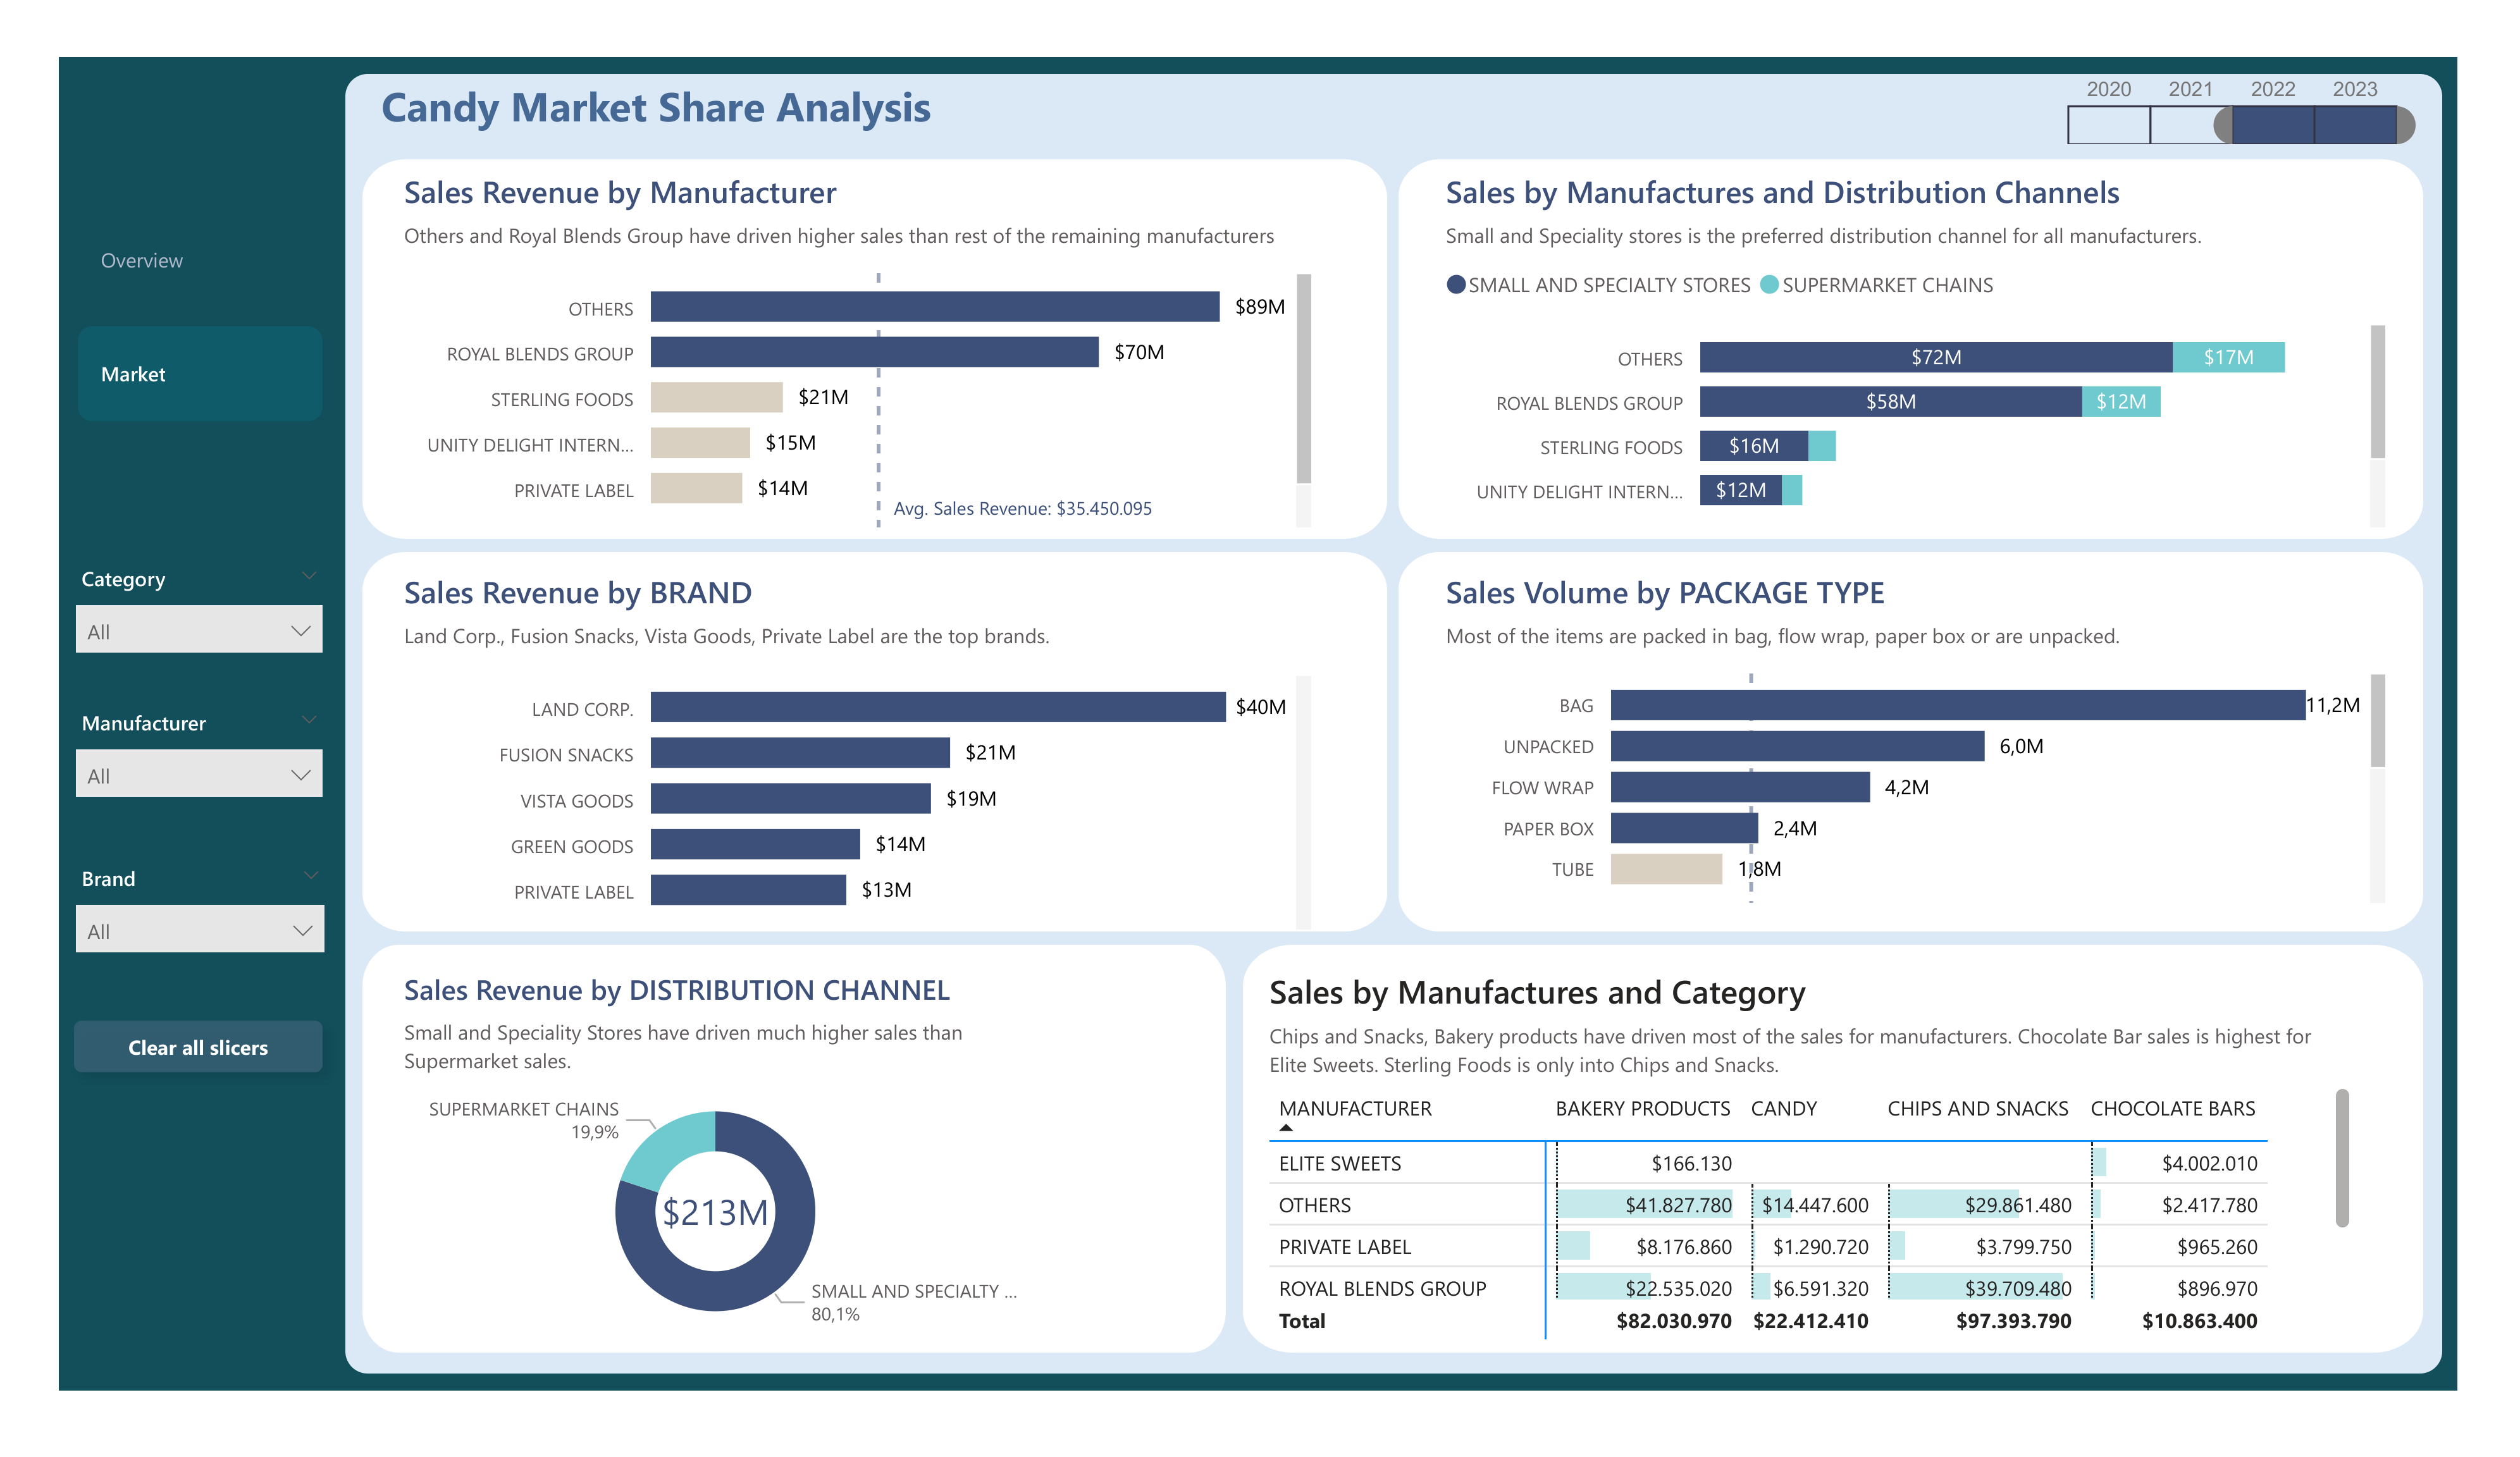 Candy Market Share Analysis
2020 2021 2022 2023
Overview
Market
Category
All
Manufacturer
All
Brand
All
Clear all slicers
Sales Revenue by Manufacturer
Others and Royal Blends Group have driven higher sales than rest of the remaining manufacturers
OTHERS $89M
ROYAL BLENDS GROUP $70M
STERLING FOODS $21M
UNITY DELIGHT INTERN... $15M
PRIVATE LABEL $14M
Avg. Sales Revenue: $35.450.095
Sales by Manufactures and Distribution Channels
Small and Speciality stores is the preferred distribution channel for all manufacturers.
SMALL AND SPECIALTY STORES SUPERMARKET CHAINS
OTHERS $72M $17M
ROYAL BLENDS GROUP $58M $12M
STERLING FOODS $16M
UNITY DELIGHT INTERN... $12M
Sales Revenue by BRAND
Land Corp., Fusion Snacks, Vista Goods, Private Label are the top brands.
LAND CORP. $40M
FUSION SNACKS $21M
VISTA GOODS $19M
GREEN GOODS $14M
PRIVATE LABEL $13M
Sales Volume by PACKAGE TYPE
Most of the items are packed in bag, flow wrap, paper box or are unpacked.
BAG 11,2M
UNPACKED 6,0M
FLOW WRAP 4,2M
PAPER BOX 2,4M
TUBE 1,8M
Sales Revenue by DISTRIBUTION CHANNEL
Small and Speciality Stores have driven much higher sales than
Supermarket sales.
SUPERMARKET CHAINS
19,9%
$213M
SMALL AND SPECIALTY ...
80,1%
Sales by Manufactures and Category
Chips and Snacks, Bakery products have driven most of the sales for manufacturers. Chocolate Bar sales is highest for
Elite Sweets. Sterling Foods is only into Chips and Snacks.
MANUFACTURER BAKERY PRODUCTS CANDY CHIPS AND SNACKS CHOCOLATE BARS
ELITE SWEETS $166.130 $4.002.010
OTHERS $41.827.780 $14.447.600 $29.861.480 $2.417.780
PRIVATE LABEL $8.176.860 $1.290.720 $3.799.750 $965.260
ROYAL BLENDS GROUP $22.535.020 $6.591.320 $39.709.480 $896.970
Total $82.030.970 $22.412.410 $97.393.790 $10.863.400